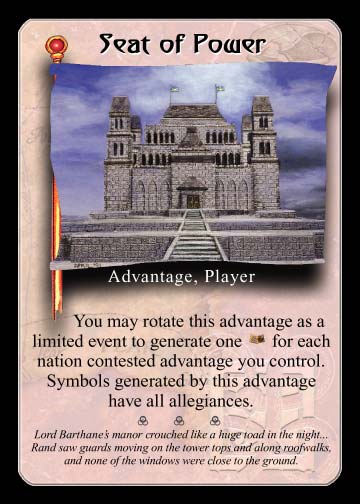 Seat of Power
Advantage, Player
You may rotate this advantage as a
limited event to generate one for each
nation contested advantage you control.
Symbols generated by this advantage
have all allegiances.
Lord Barthane's manor crouched like a huge toad in the night...
Rand saw guards moving on the tower tops and along roofwalks,
and none of the windows were close to the ground.